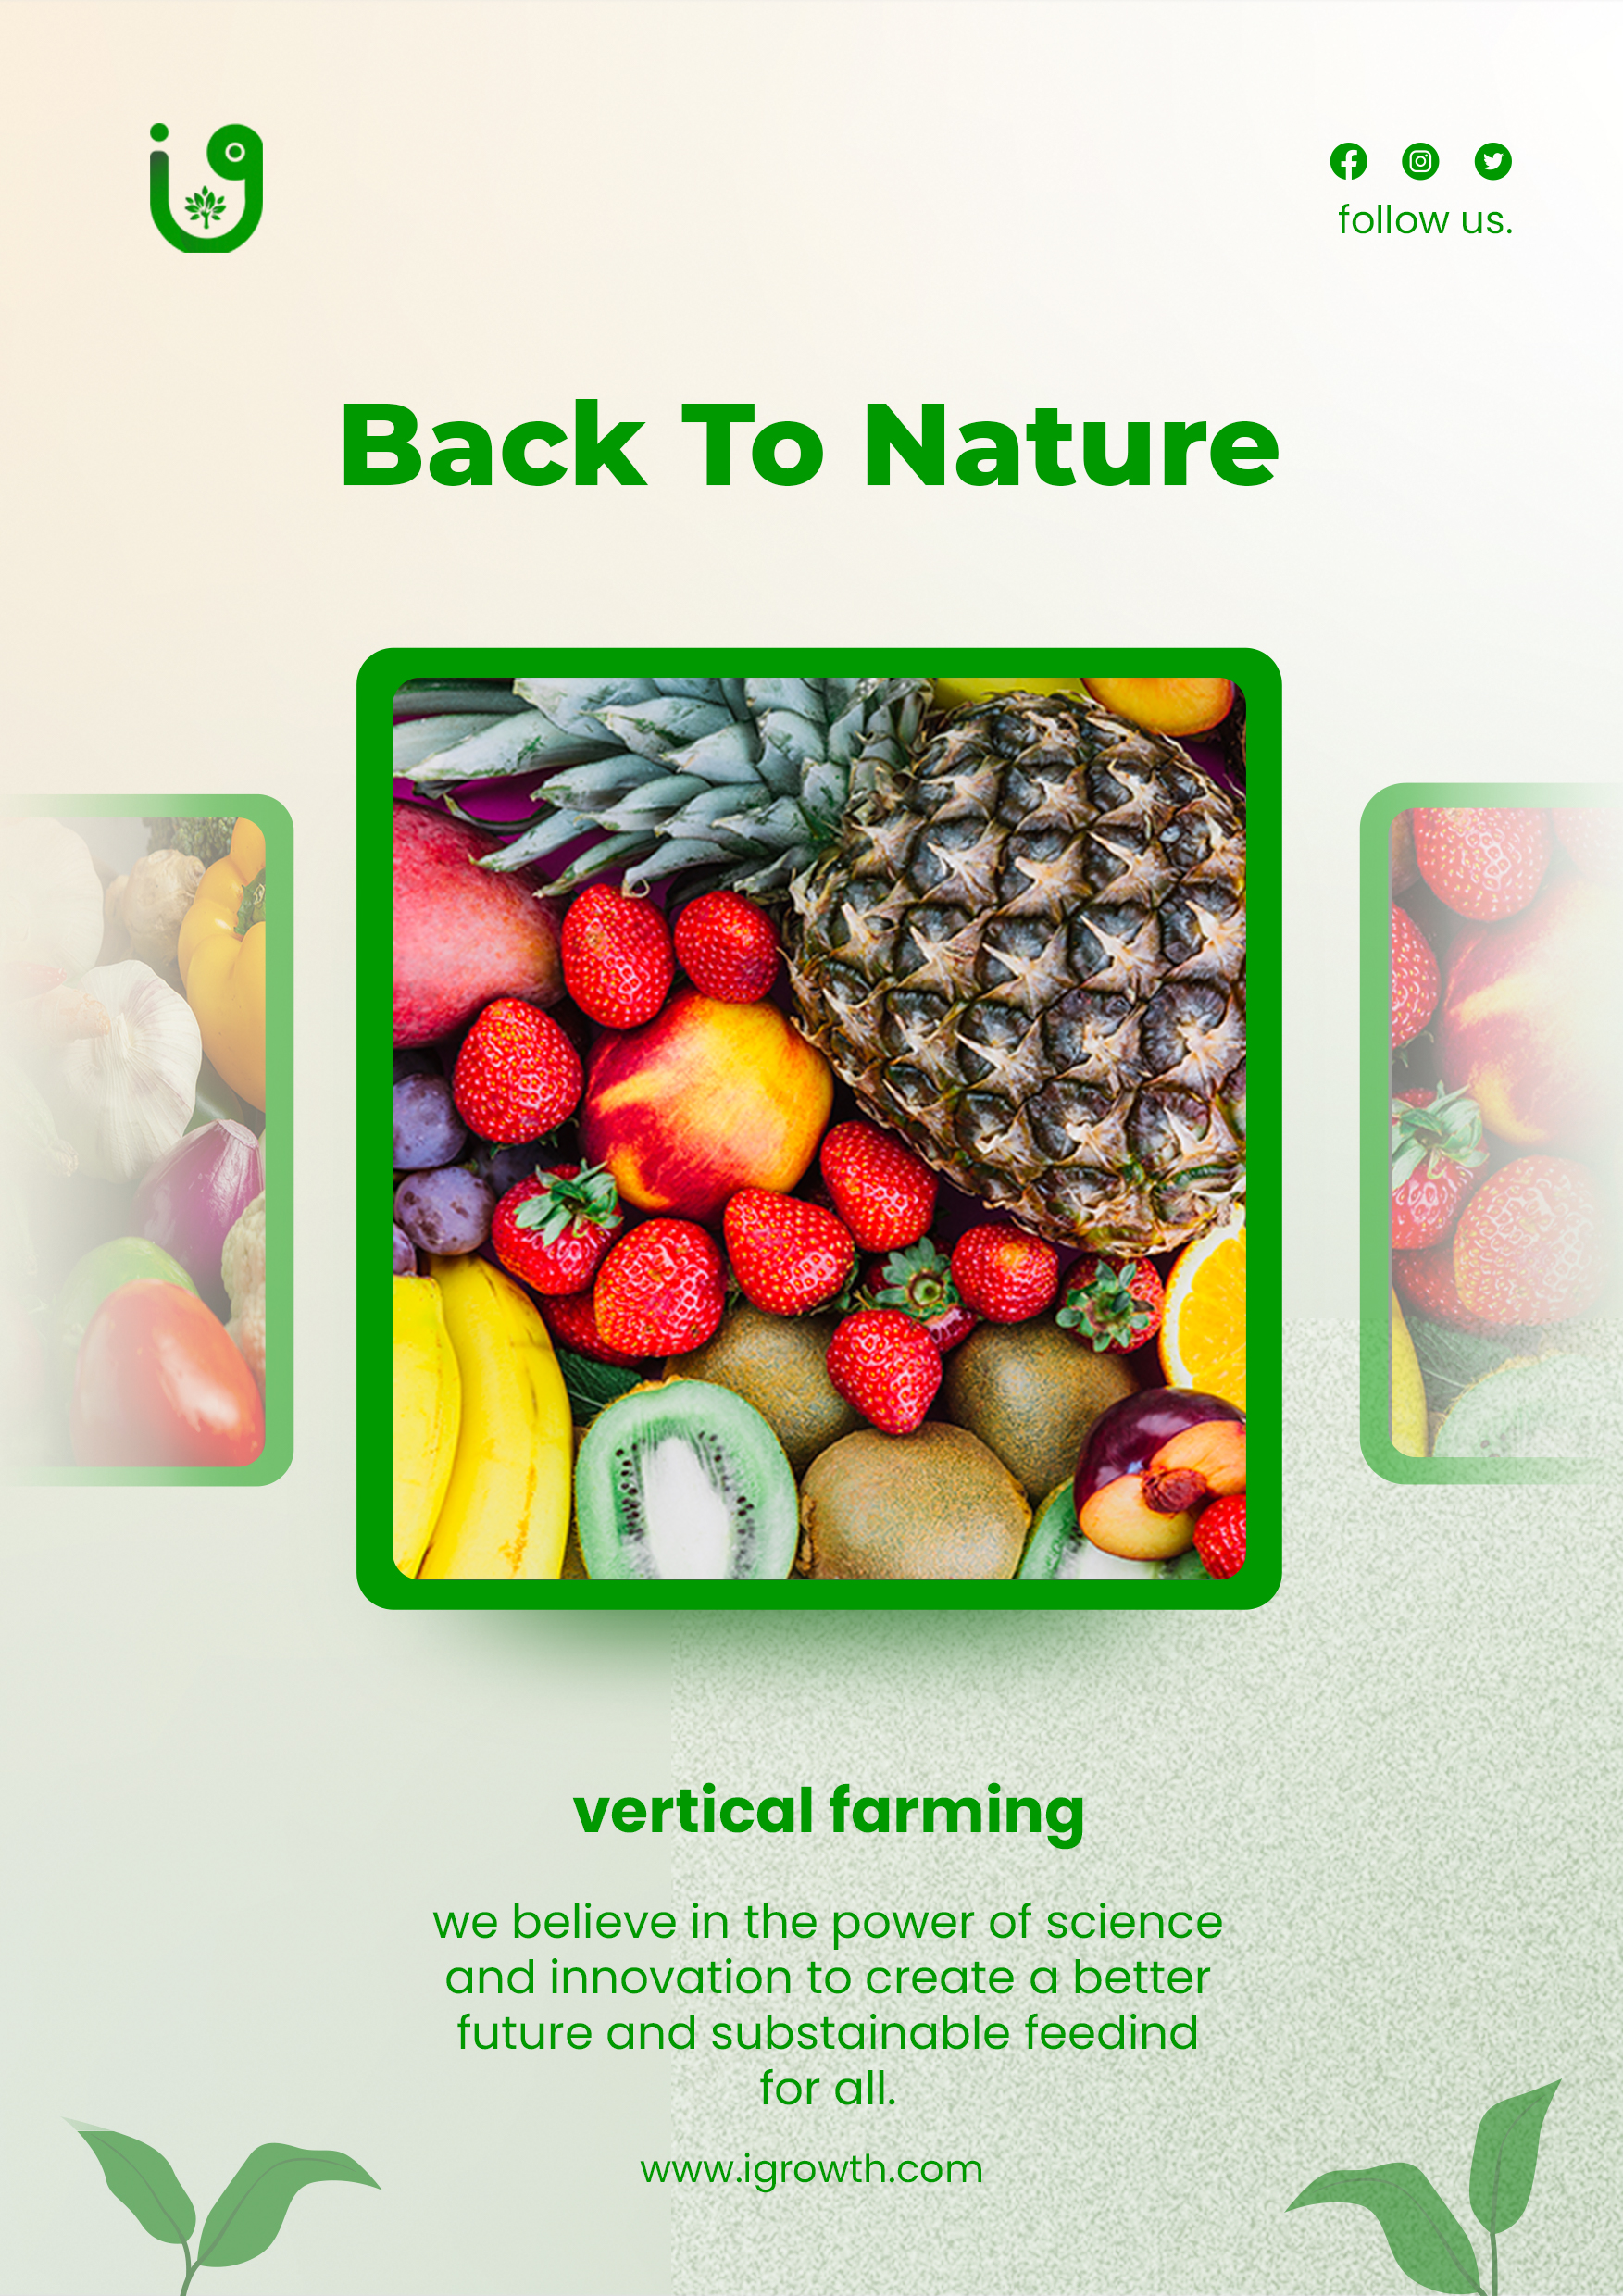 ig
follow us.
Back To Nature
vertical farming
we believe in the power of science
and innovation to create a better
future and substainable feedind
for all.
www.igrowth.com